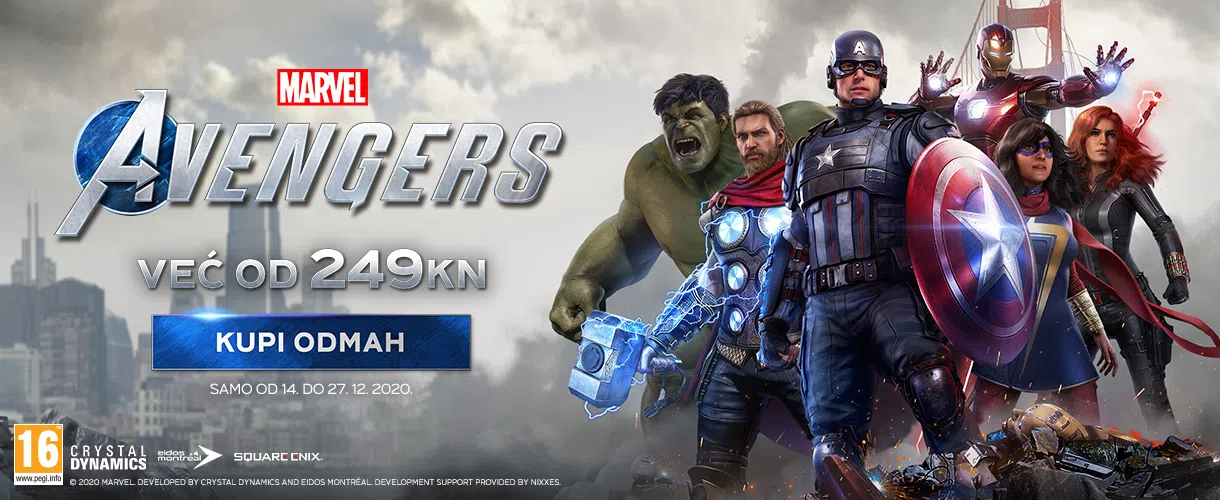 MARVEL
AVENGERS
VEĆ OD 249KN
KUPI ODMAH
SAMO OD 14. DO 27. 12. 2020.
16
www.pegi.info
CRYSTAL
DYNAMICS
eidos
montréal
SQUARE ENIX.
© 2020 MARVEL. DEVELOPED BY CRYSTAL DYNAMICS AND EIDOS MONTRÉAL. DEVELOPMENT SUPPORT PROVIDED BY NIXXES.
A